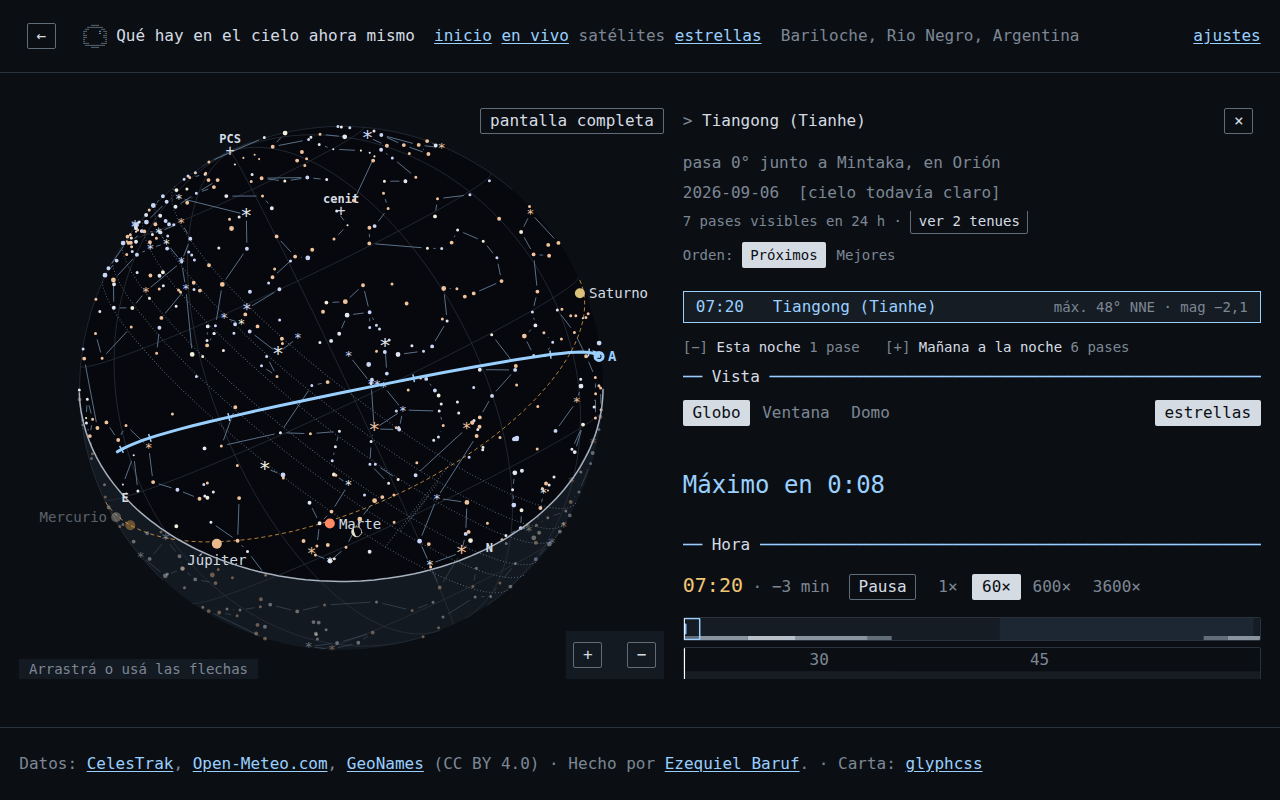 ← Qué hay en el cielo ahora mismo inicio en vivo satélites estrellas Bariloche, Rio Negro, Argentina ajustes
pantalla completa
PCS
cenit
Saturno
A
E
Mercurio
Marte
Júpiter
N
+ −
Arrastrá o usá las flechas
> Tiangong (Tianhe) ×
pasa 0° junto a Mintaka, en Orión
2026-09-06 [cielo todavía claro]
7 pases visibles en 24 h · ver 2 tenues
Orden: Próximos Mejores
07:20 Tiangong (Tianhe) máx. 48° NNE · mag −2,1
[−] Esta noche 1 pase [+] Mañana a la noche 6 pases
Vista
Globo Ventana Domo estrellas
Máximo en 0:08
Hora
07:20 · −3 min Pausa 1× 60× 600× 3600×
30 45
Datos: CelesTrak, Open-Meteo.com, GeoNames (CC BY 4.0) · Hecho por Ezequiel Baruf. · Carta: glyphcss